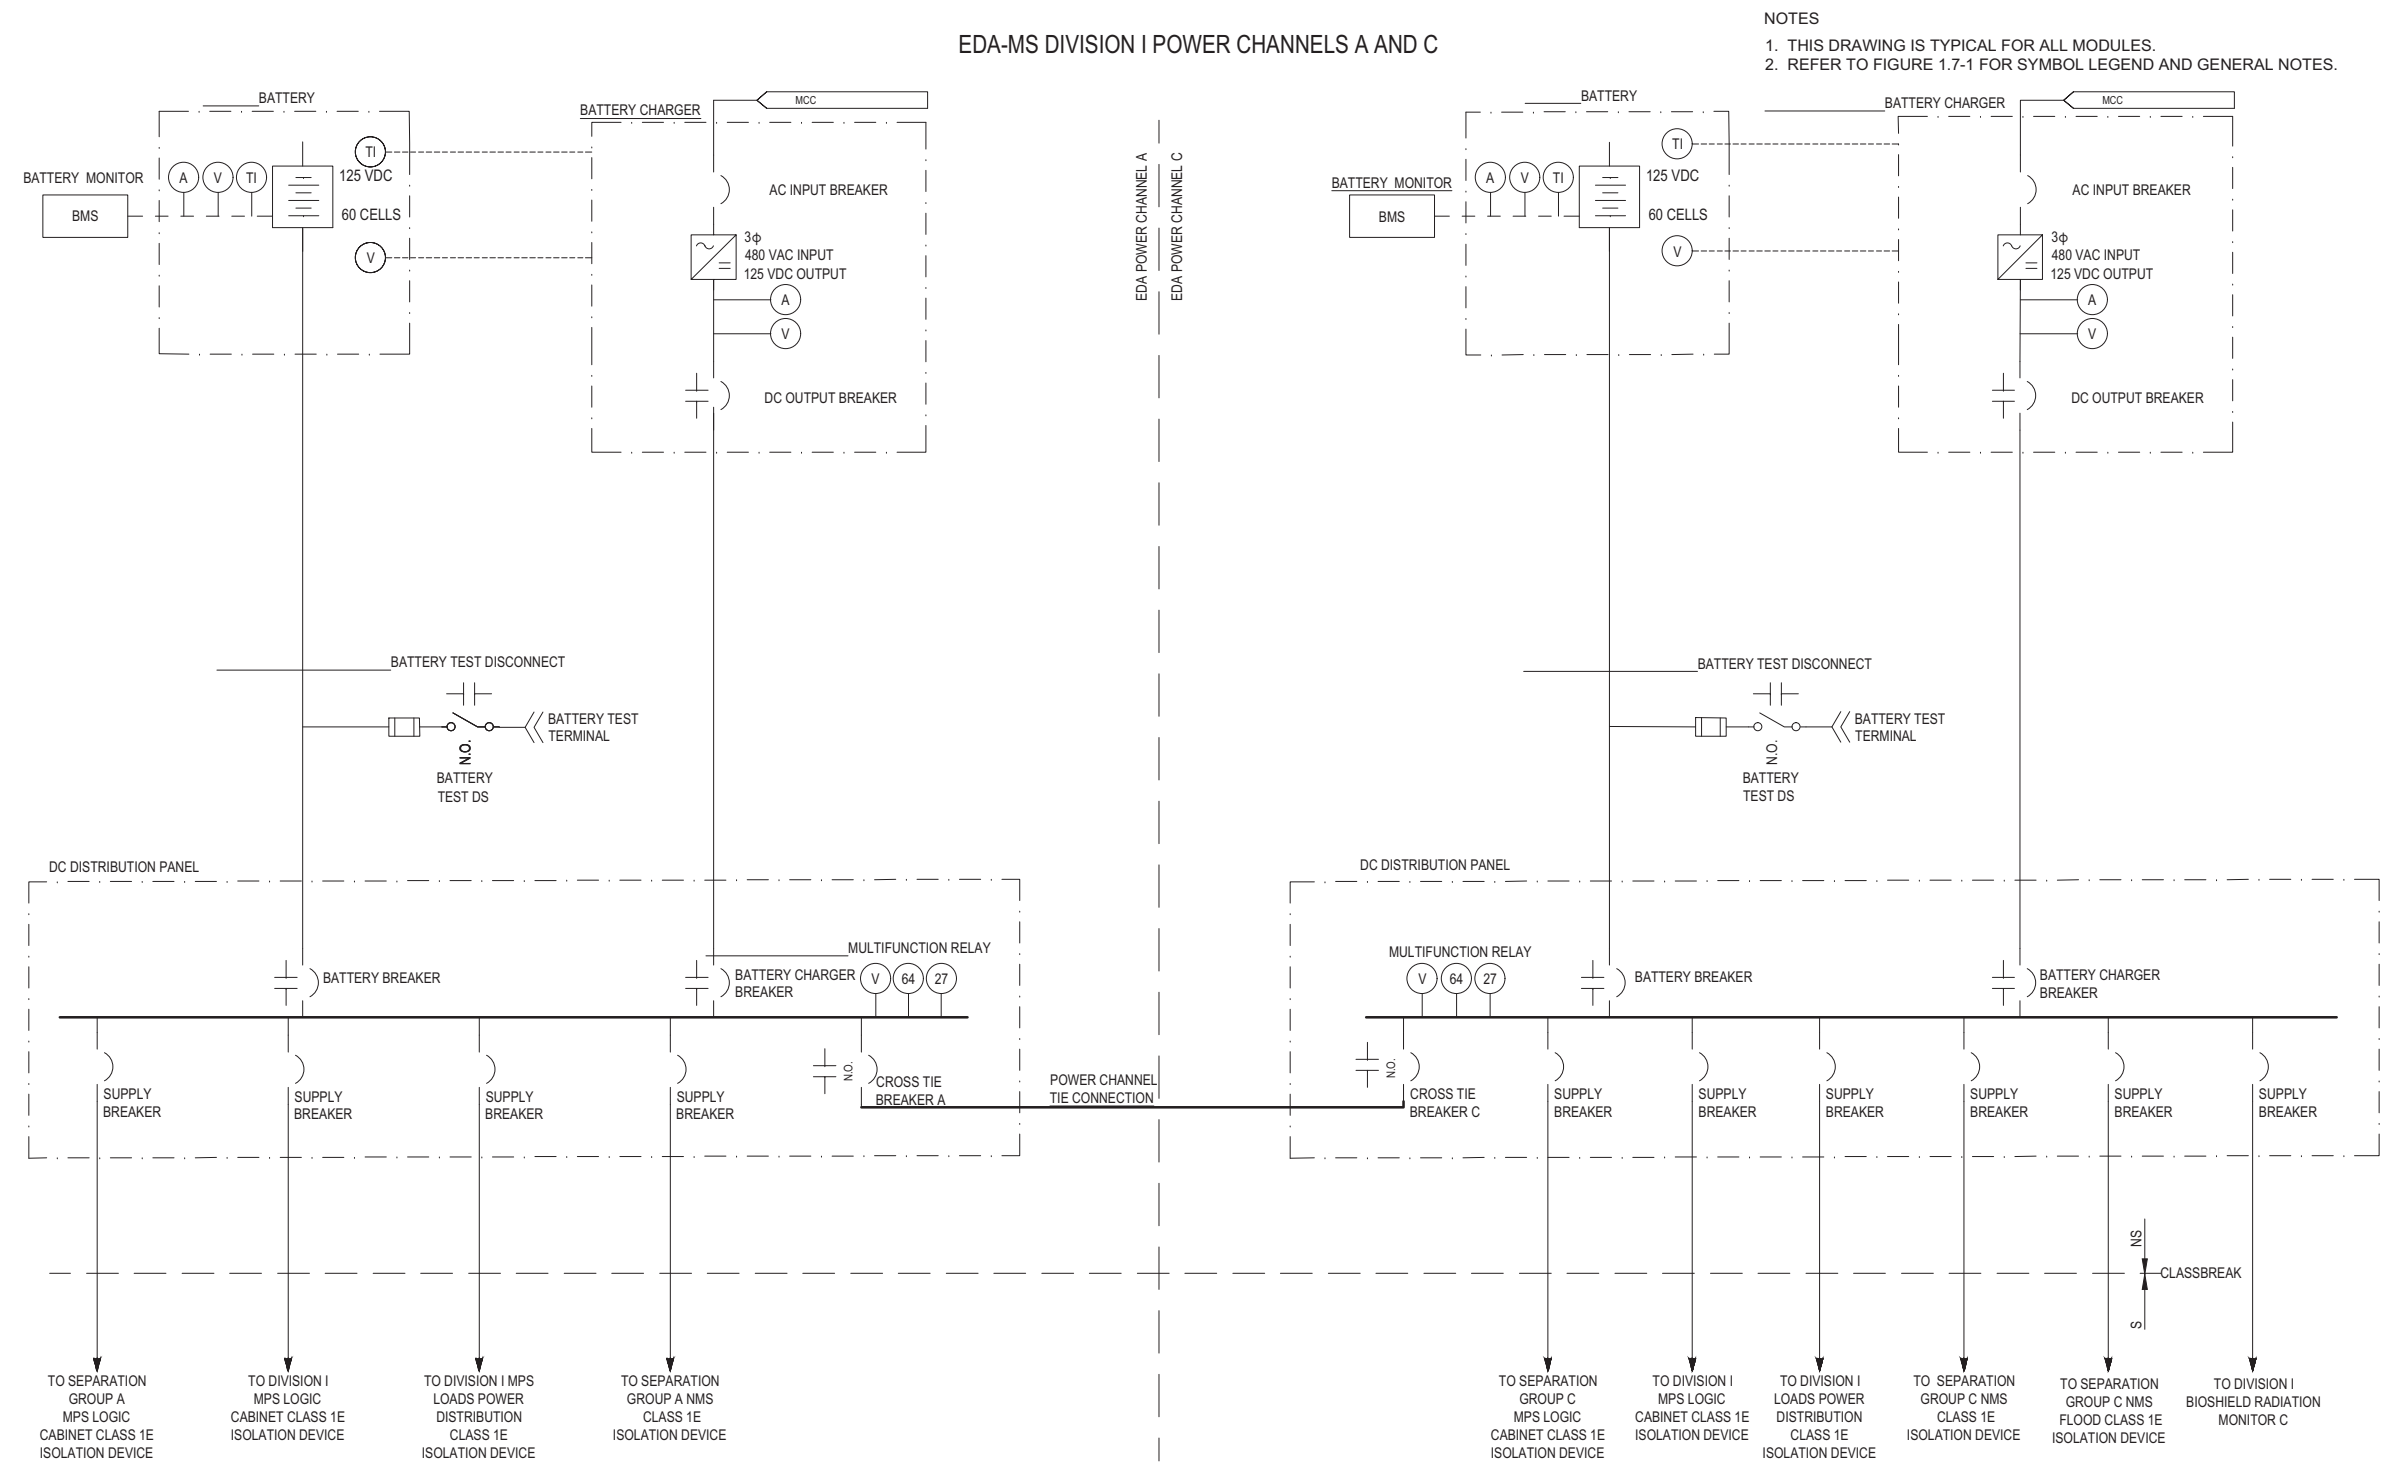 EDA-MS DIVISION I POWER CHANNELS A AND C
NOTES
1. THIS DRAWING IS TYPICAL FOR ALL MODULES.
2. REFER TO FIGURE 1.7-1 FOR SYMBOL LEGEND AND GENERAL NOTES.
BATTERY
BATTERY CHARGER
MCC
TI
BATTERY MONITOR
A
V
TI
125 VDC
BMS
60 CELLS
V
AC INPUT BREAKER
3ϕ
480 VAC INPUT
125 VDC OUTPUT
A
V
DC OUTPUT BREAKER
EDA POWER CHANNEL A
EDA POWER CHANNEL C
BATTERY
BATTERY CHARGER
MCC
TI
BATTERY MONITOR
A
V
TI
125 VDC
BMS
60 CELLS
V
AC INPUT BREAKER
3ϕ
480 VAC INPUT
125 VDC OUTPUT
A
V
DC OUTPUT BREAKER
BATTERY TEST DISCONNECT
BATTERY TEST
TERMINAL
N.O.
BATTERY
TEST DS
BATTERY TEST DISCONNECT
BATTERY TEST
TERMINAL
N.O.
BATTERY
TEST DS
DC DISTRIBUTION PANEL
MULTIFUNCTION RELAY
BATTERY BREAKER
BATTERY CHARGER
BREAKER
V
64
27
SUPPLY
BREAKER
SUPPLY
BREAKER
SUPPLY
BREAKER
SUPPLY
BREAKER
N.O.
CROSS TIE
BREAKER A
POWER CHANNEL
TIE CONNECTION
DC DISTRIBUTION PANEL
MULTIFUNCTION RELAY
V
64
27
BATTERY BREAKER
BATTERY CHARGER
BREAKER
N.O.
CROSS TIE
BREAKER C
SUPPLY
BREAKER
SUPPLY
BREAKER
SUPPLY
BREAKER
SUPPLY
BREAKER
SUPPLY
BREAKER
SUPPLY
BREAKER
NS
CLASSBREAK
S
TO SEPARATION
GROUP A
MPS LOGIC
CABINET CLASS 1E
ISOLATION DEVICE
TO DIVISION I
MPS LOGIC
CABINET CLASS 1E
ISOLATION DEVICE
TO DIVISION I MPS
LOADS POWER
DISTRIBUTION
CLASS 1E
ISOLATION DEVICE
TO SEPARATION
GROUP A NMS
CLASS 1E
ISOLATION DEVICE
TO SEPARATION
GROUP C
MPS LOGIC
CABINET CLASS 1E
ISOLATION DEVICE
TO DIVISION I
MPS LOGIC
CABINET CLASS 1E
ISOLATION DEVICE
TO DIVISION I
LOADS POWER
DISTRIBUTION
CLASS 1E
ISOLATION DEVICE
TO SEPARATION
GROUP C NMS
CLASS 1E
ISOLATION DEVICE
TO SEPARATION
GROUP C NMS
FLOOD CLASS 1E
ISOLATION DEVICE
TO DIVISION I
BIOSHIELD RADIATION
MONITOR C